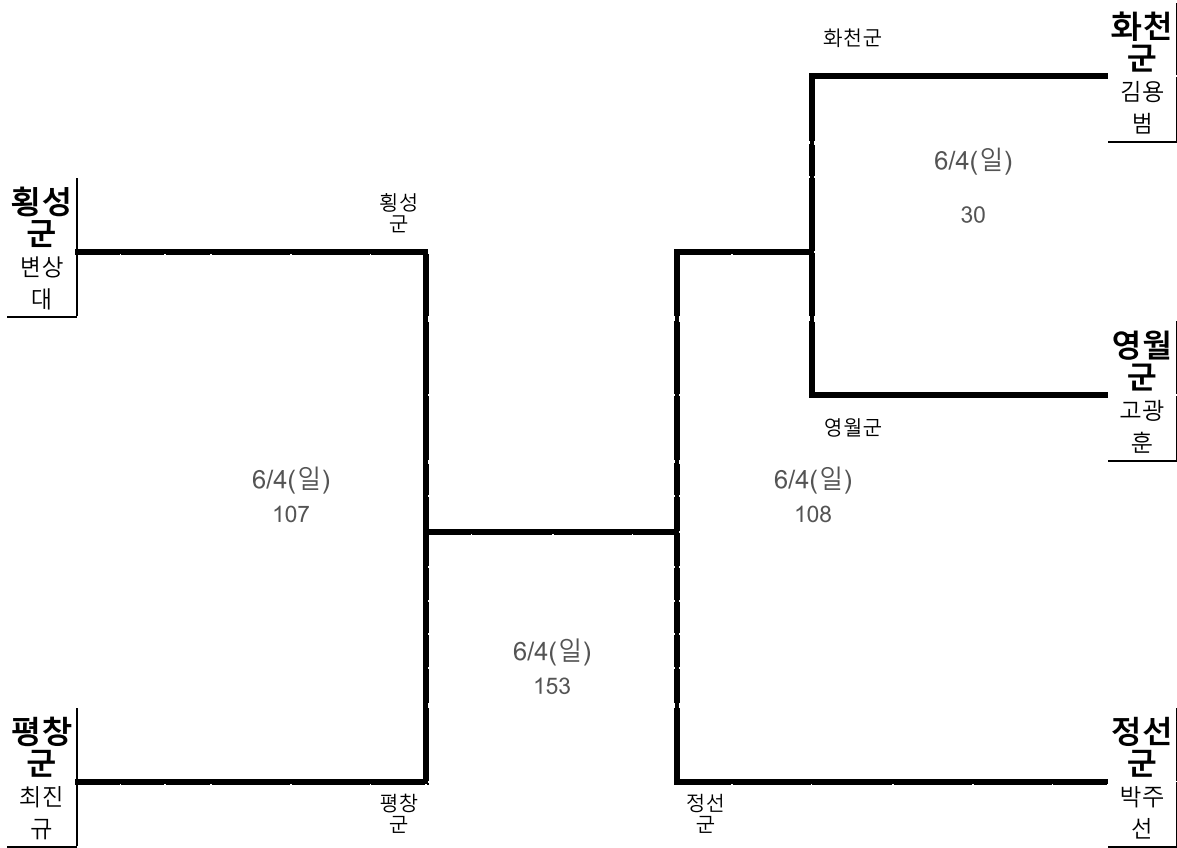 화천군
화천
군
김용
범
6/4(일)
30
횡성
군
변상
대
횡성
군
영월
군
고광
훈
영월군
6/4(일)
107
6/4(일)
108
6/4(일)
153
평창
군
최진
규
평창
군
정선
군
정선
군
박주
선